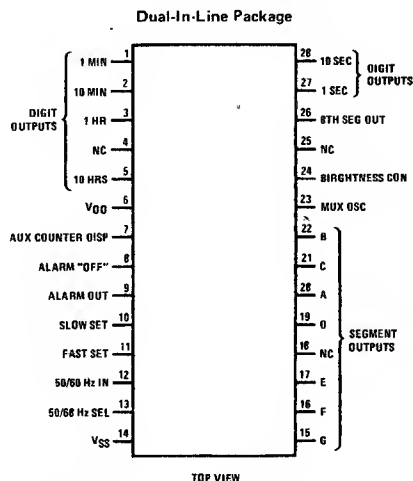 Dual-In-Line Package
1 MIN 1
10 MIN 2
1 HR 3
NC 4
10 HRS 5
VDD 6
AUX COUNTER DISP 7
ALARM "OFF" 8
ALARM OUT 9
SLOW SET 10
FAST SET 11
50/60 Hz IN 12
50/60 Hz SEL 13
VSS 14
DIGIT
OUTPUTS
28 10 SEC
27 1 SEC
26 8TH SEG OUT
25 NC
24 BIRGHTNESS CON
23 MUX OSC
22 B
21 C
20 A
19 D
18 NC
17 E
16 F
15 G
DIGIT
OUTPUTS
SEGMENT
OUTPUTS
TOP VIEW